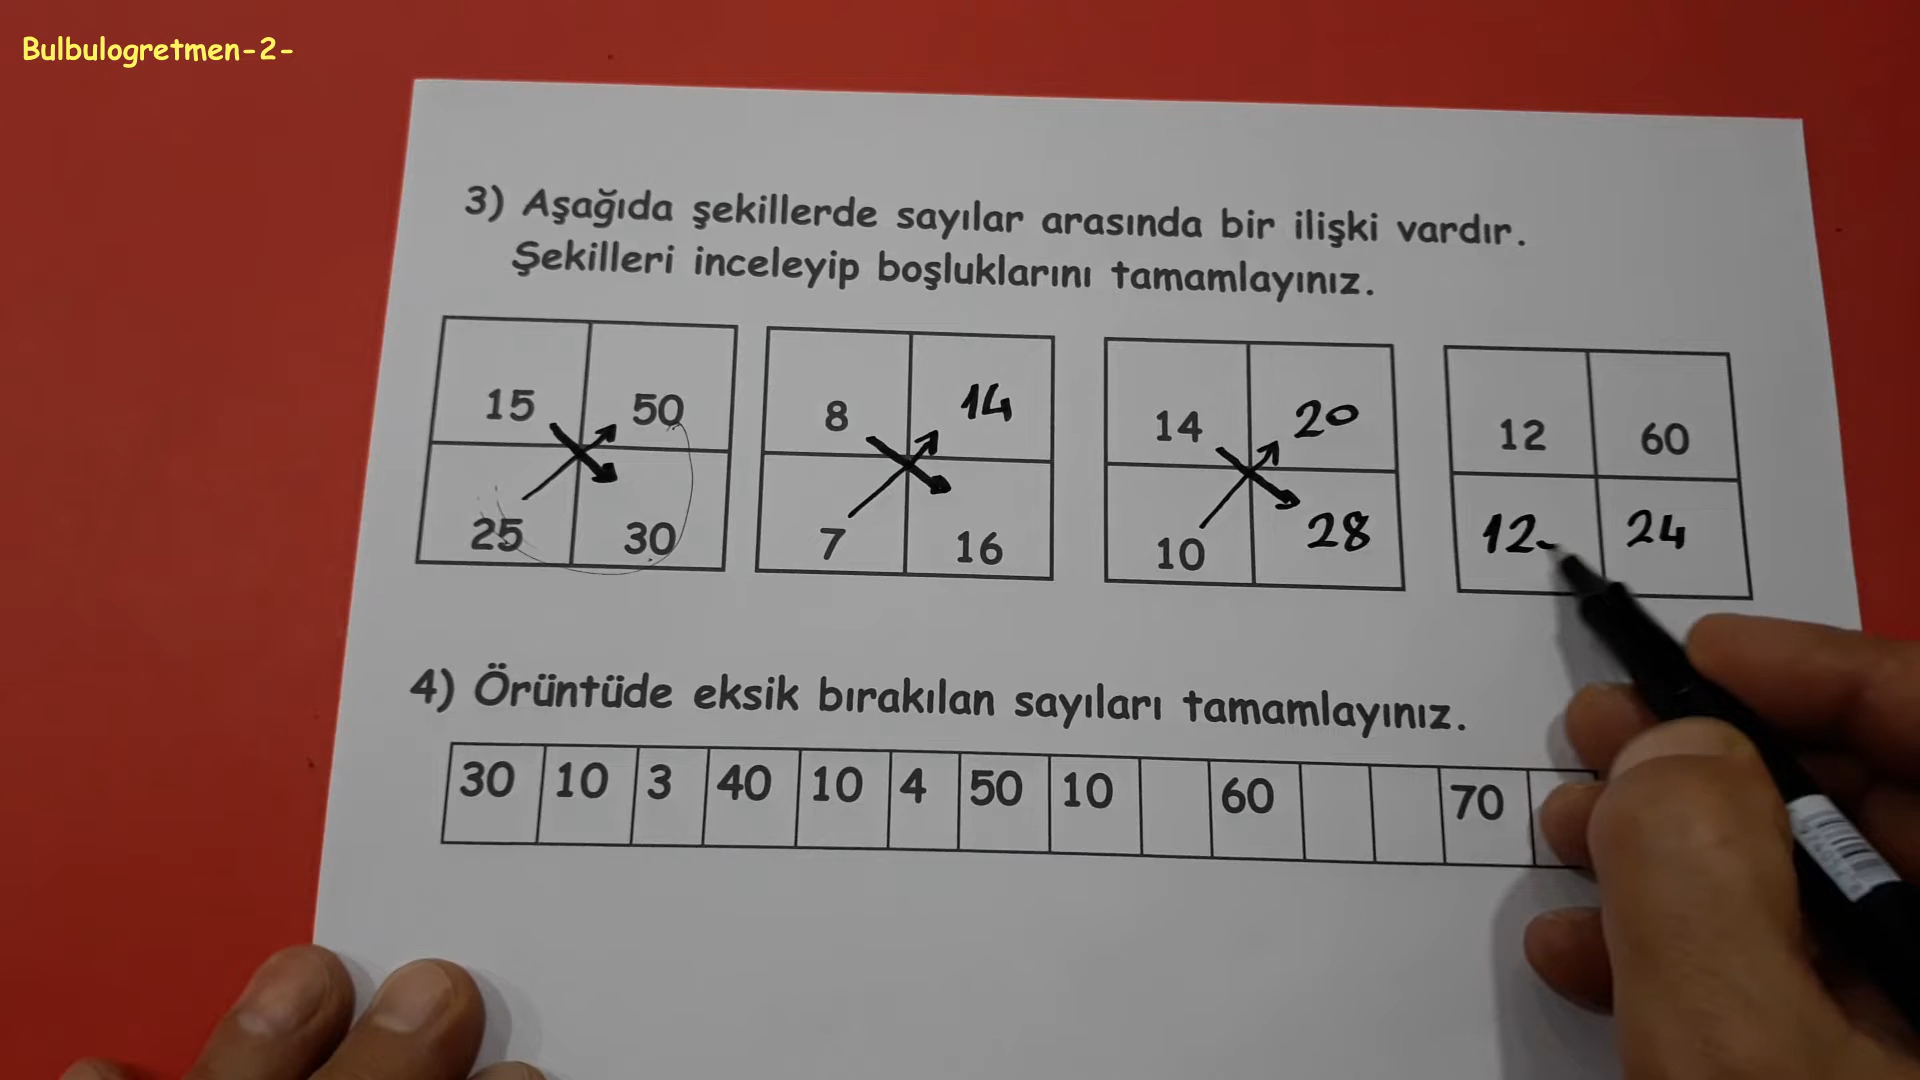 Bulbulogretmen-2-
3) Aşağıda şekillerde sayılar arasında bir ilişki vardır.
Şekilleri inceleyip boşluklarını tamamlayınız.
15 50 8 14 14 20 12 60
25 30 7 16 10 28 12 24
4) Örüntüde eksik bırakılan sayıları tamamlayınız.
30 10 3 40 10 4 50 10 60 70